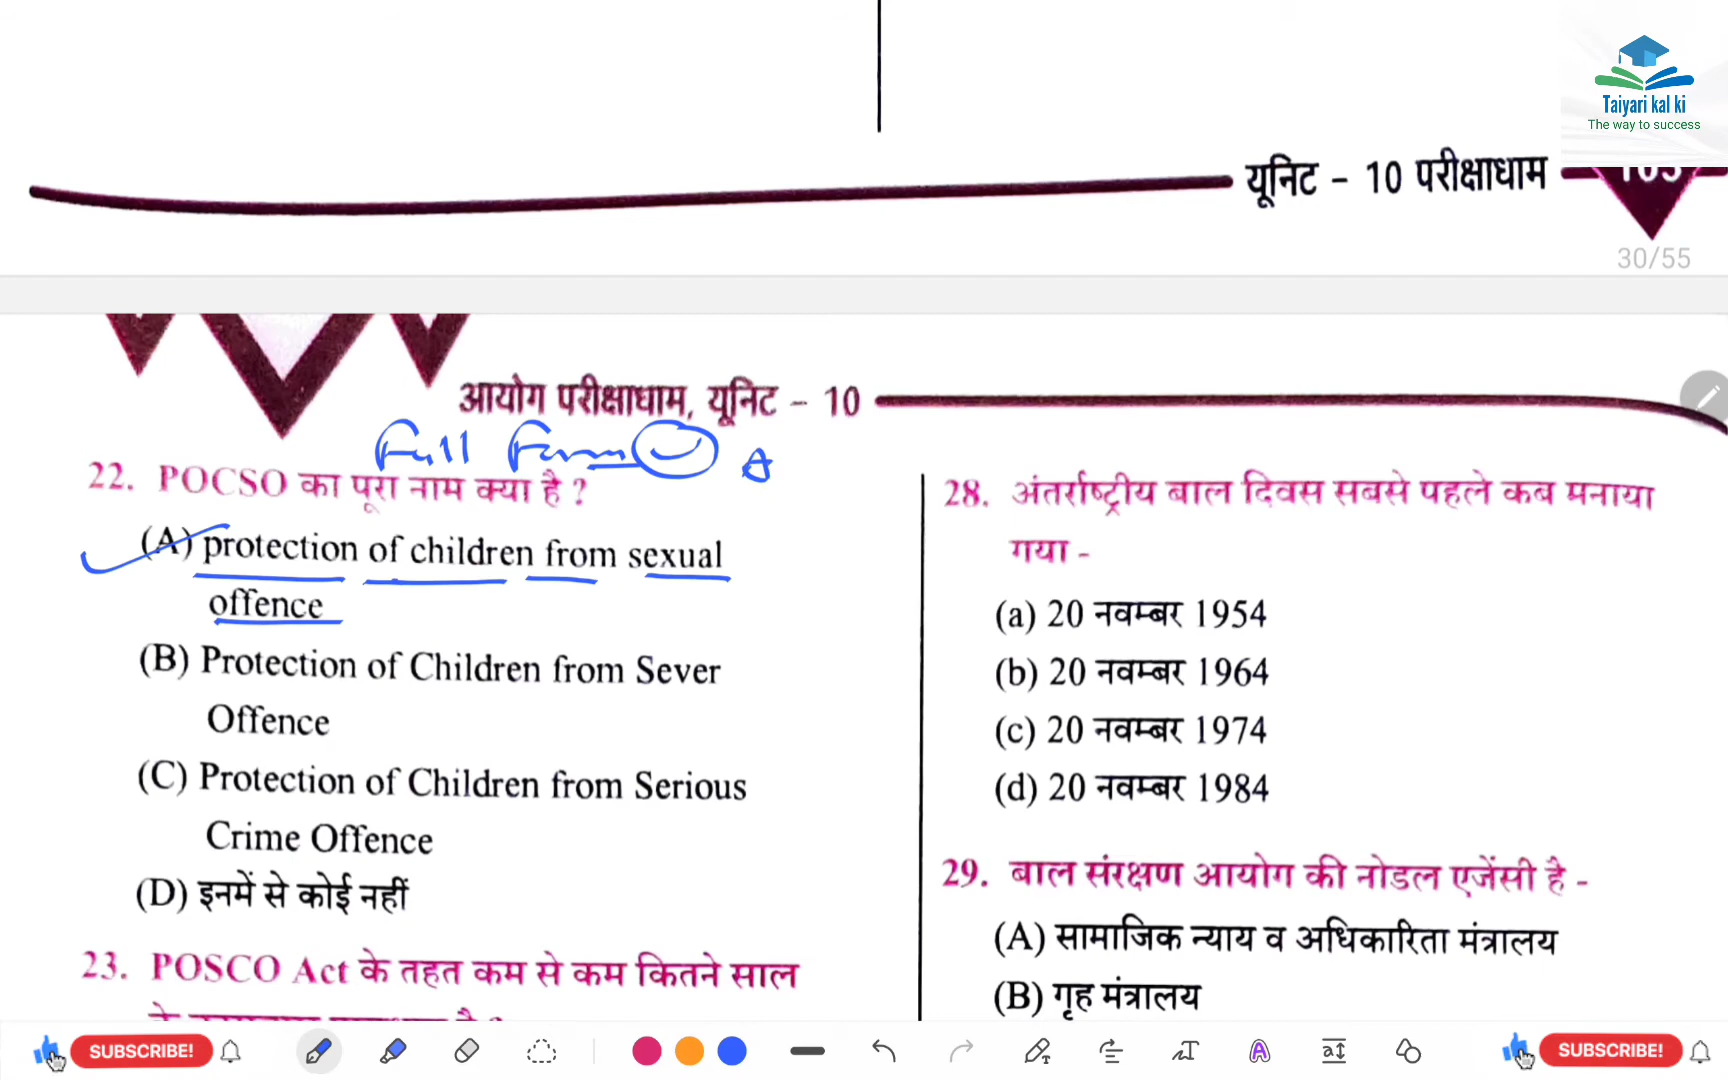 Taiyari kal ki
The way to success
यूनिट - 10 परीक्षाधाम
30/55
आयोग परीक्षाधाम, यूनिट - 10
Full Form A
22. POCSO का पूरा नाम क्या है ?
(A) protection of children from sexual
offence
(B) Protection of Children from Sever
Offence
(C) Protection of Children from Serious
Crime Offence
(D) इनमें से कोई नहीं
23. POSCO Act के तहत कम से कम कितने साल
28. अंतर्राष्ट्रीय बाल दिवस सबसे पहले कब मनाया
गया -
(a) 20 नवम्बर 1954
(b) 20 नवम्बर 1964
(c) 20 नवम्बर 1974
(d) 20 नवम्बर 1984
29. बाल संरक्षण आयोग की नोडल एजेंसी है -
(A) सामाजिक न्याय व अधिकारिता मंत्रालय
(B) गृह मंत्रालय
SUBSCRIBE!
SUBSCRIBE!